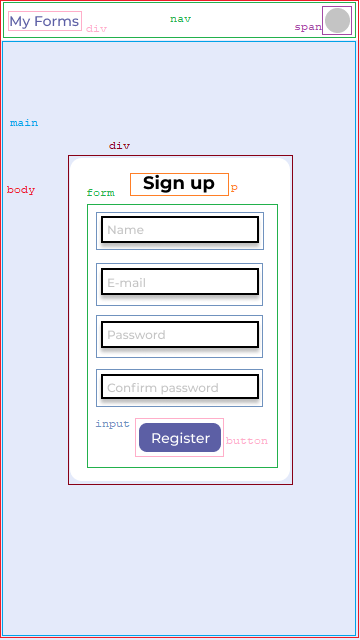 My Forms
div
nav
span
main
div
body
form
Sign up
p
Name
E-mail
Password
Confirm password
input
Register
button